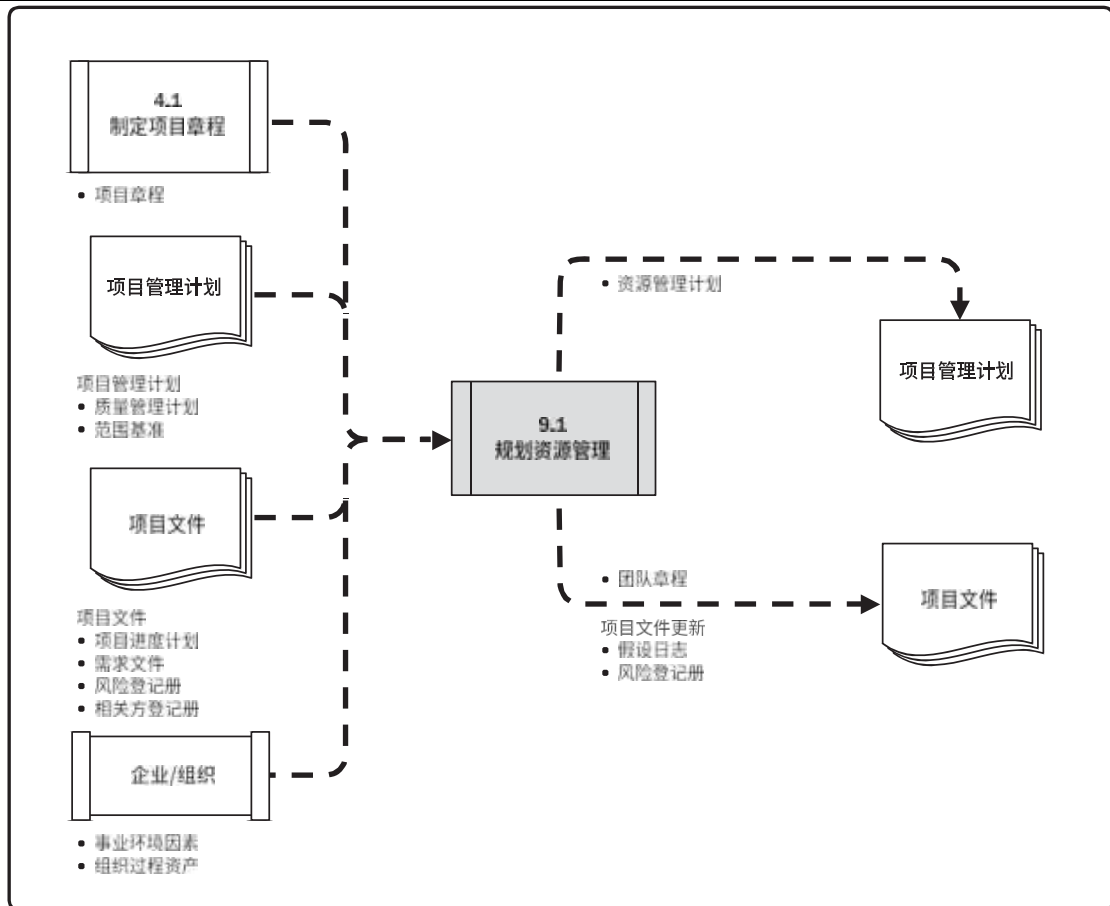 4.1
制定项目章程
• 项目章程
项目管理计划
项目管理计划
• 质量管理计划
• 范围基准
项目文件
项目文件
• 项目进度计划
• 需求文件
• 风险登记册
• 相关方登记册
企业/组织
• 事业环境因素
• 组织过程资产
9.1
规划资源管理
• 资源管理计划
项目管理计划
• 团队章程
项目文件更新
• 假设日志
• 风险登记册
项目文件